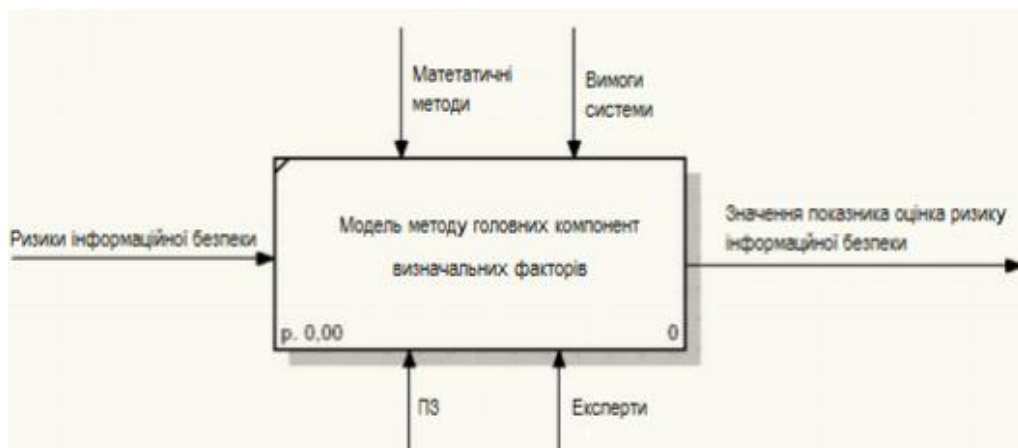 Матетатичні
методи
Вимоги
системи
Ризики інформаційної безпеки
Модель методу головних компонент
визначальних факторів
р. 0,00
0
Значення показника оцінка ризику
інформаційної безпеки
ПЗ
Експерти